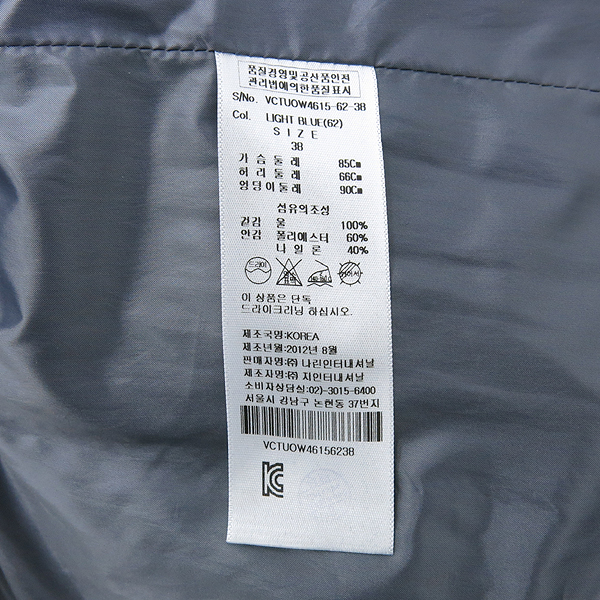 품질경영및공산품안전
관리법에의한품질표시
S/No. VCTUOW4615-62-38
Col. LIGHT BLUE(62)
SIZE
38
가슴둘레 85Cm
허리둘레 66Cm
엉덩이둘레 90Cm
섬유의조성
겉감 울 100%
안감 폴리에스터 60%
나일론 40%
드라이
이 상품은 단독
드라이크리닝 하십시오.
제조국명:KOREA
제조년월:2012년 8월
판매자명:㈜ 나린인터내셔날
제조자명:㈜ 지인터내셔날
소비자상담실:02)-3015-6400
서울시 강남구 논현동 37번지
VCTUOW46156238